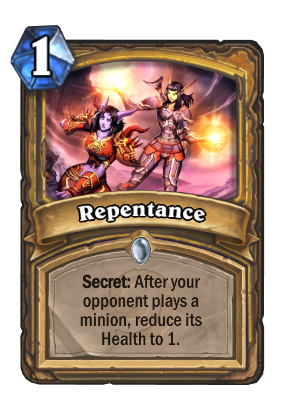 1
Repentance
Secret: After your
opponent plays a
minion, reduce its
Health to 1.